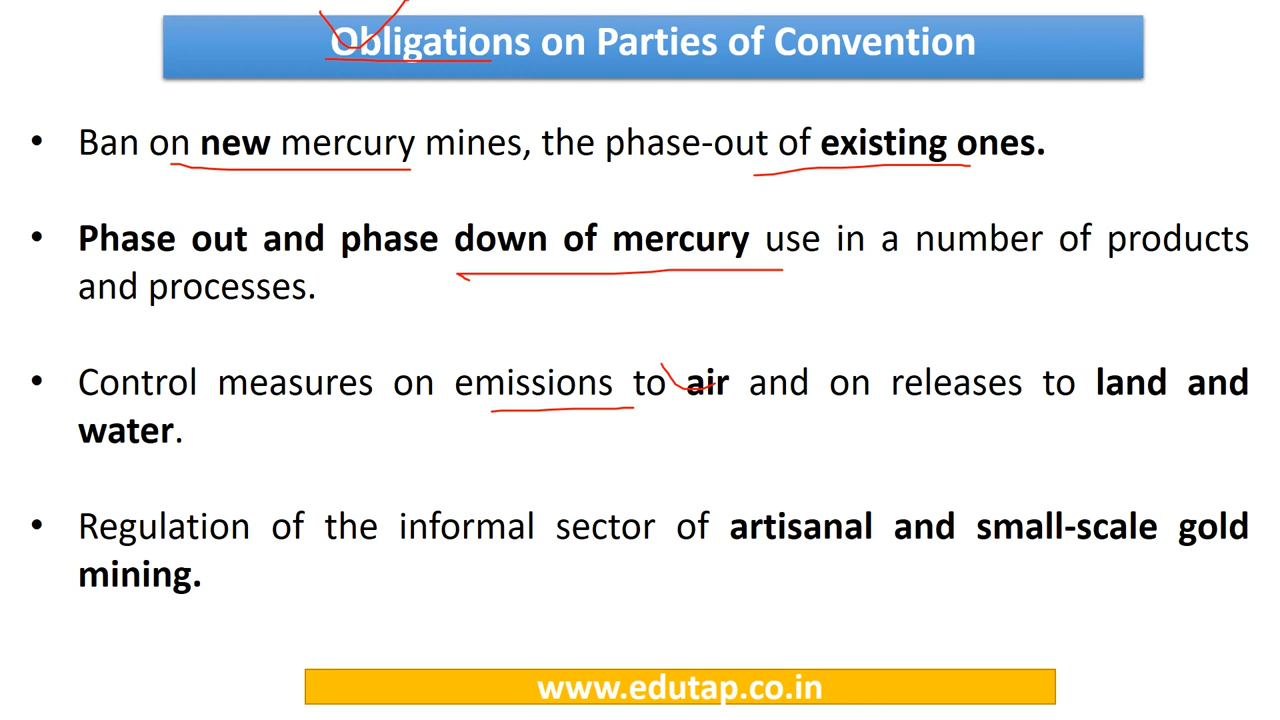 Obligations on Parties of Convention
• Ban on new mercury mines, the phase-out of existing ones.
• Phase out and phase down of mercury use in a number of products
and processes.
• Control measures on emissions to air and on releases to land and
water.
• Regulation of the informal sector of artisanal and small-scale gold
mining.
www.edutap.co.in